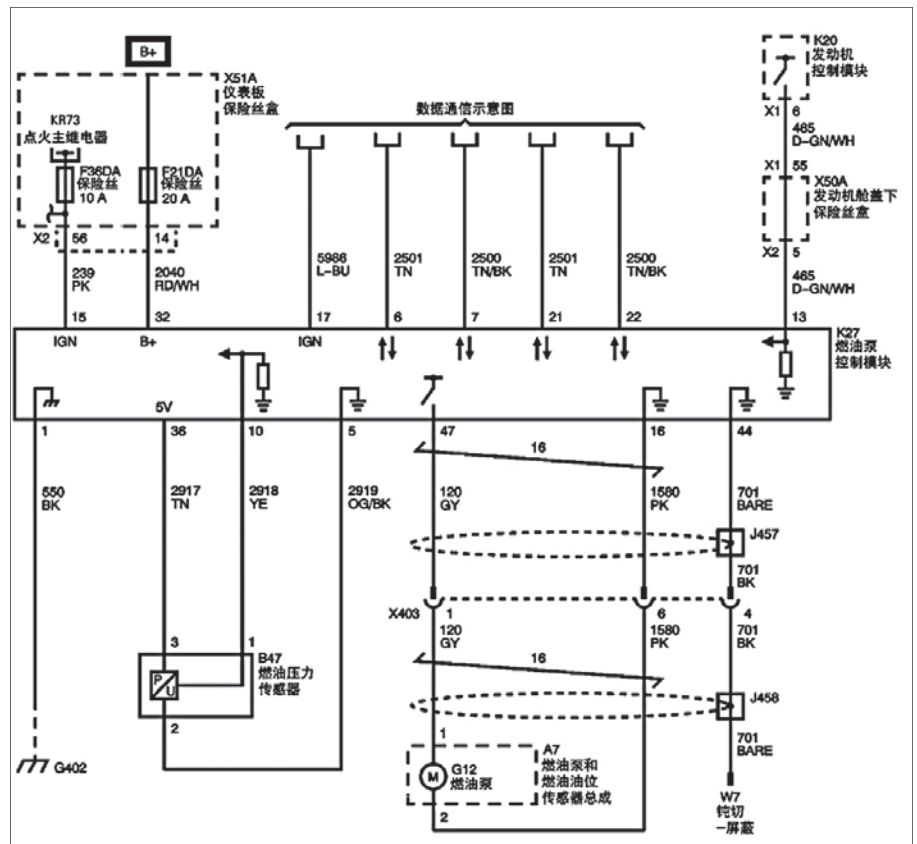 B+
X51A
仪表板
保险丝盒
KR73
点火主继电器
F36DA
保险丝
10 A
F21DA
保险丝
20 A
X2 56 14
239
PK
2040
RD/WH
数据通信示意图
5986
L-BU
2501
TN
2500
TN/BK
2501
TN
2500
TN/BK
K20
发动机
控制模块
X1 6
465
D-GN/WH
X1 55
X50A
发动机舱盖下
保险丝盒
X2 5
465
D-GN/WH
15 32 17 6 7 21 22 13
IGN B+ IGN
K27
燃油泵
控制模块
5V
1 36 10 5 47 16 44
16
550
BK
2917
TN
2918
YE
2919
OG/BK
120
GY
1580
PK
701
BARE
J457
701
BK
X403 1 6 4
120
GY
1580
PK
701
BK
16
3 1
B47
燃油压力
传感器
P
U
2
J458
701
BARE
1
G12
燃油泵
M
A7
燃油泵和
燃油油位
传感器总成
2
G402
W7
钝切
-屏蔽